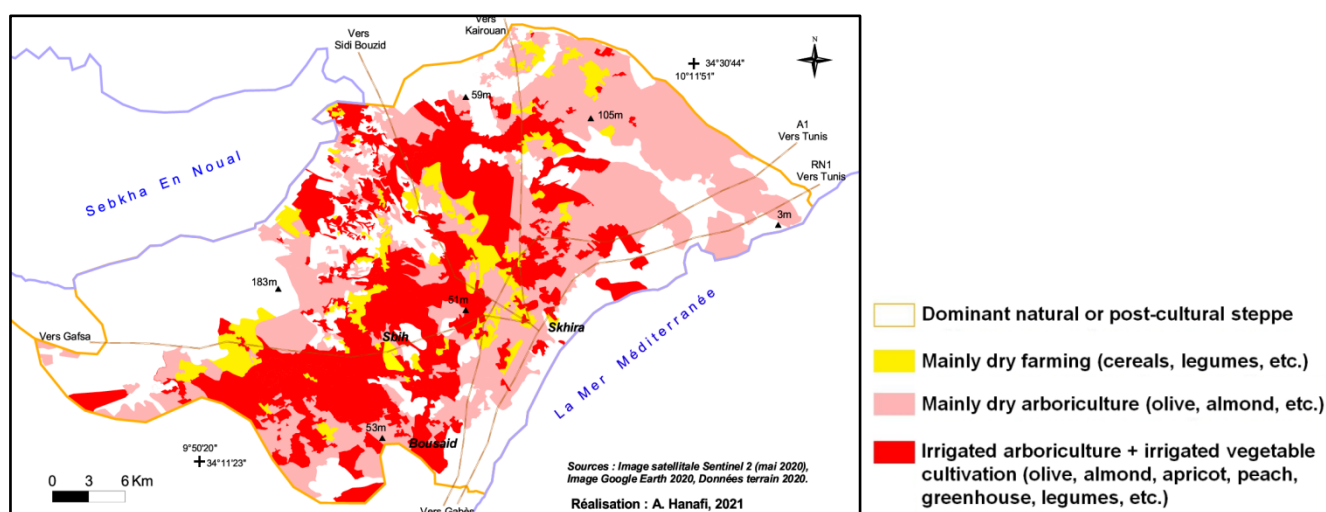 Vers
Kairouan
Vers
Sidi Bouzid
N
34°30'44"
10°11'51"
59m
105m
A1
Vers Tunis
RN1
Vers Tunis
Sebkha En Noual
3m
183m
51m
Skhira
Vers Gafsa
Sbih
La Mer Méditerranée
53m
Bousaid
9°50'20"
34°11'23"
0 3 6 Km
Sources : Image satellitale Sentinel 2 (mai 2020),
Image Google Earth 2020, Données terrain 2020.
Réalisation : A. Hanafi, 2021
Vers Gabès
Dominant natural or post-cultural steppe
Mainly dry farming (cereals, legumes, etc.)
Mainly dry arboriculture (olive, almond, etc.)
Irrigated arboriculture + irrigated vegetable
cultivation (olive, almond, apricot, peach,
greenhouse, legumes, etc.)